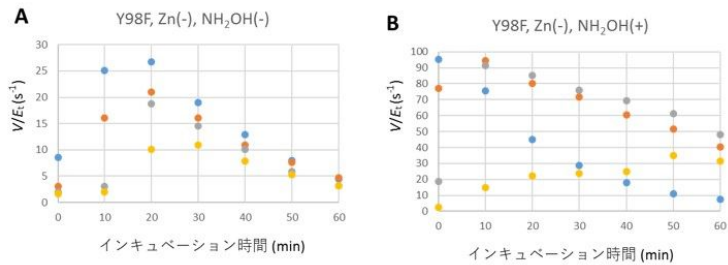 A
Y98F, Zn(-), NH₂OH(-)
V/Eₜ(s⁻¹)
30
25
20
15
10
5
0
0 10 20 30 40 50 60
インキュベーション時間 (min)
B
Y98F, Zn(-), NH₂OH(+)
V/Eₜ(s⁻¹)
100
90
80
70
60
50
40
30
20
10
0
0 10 20 30 40 50 60
インキュベーション時間 (min)